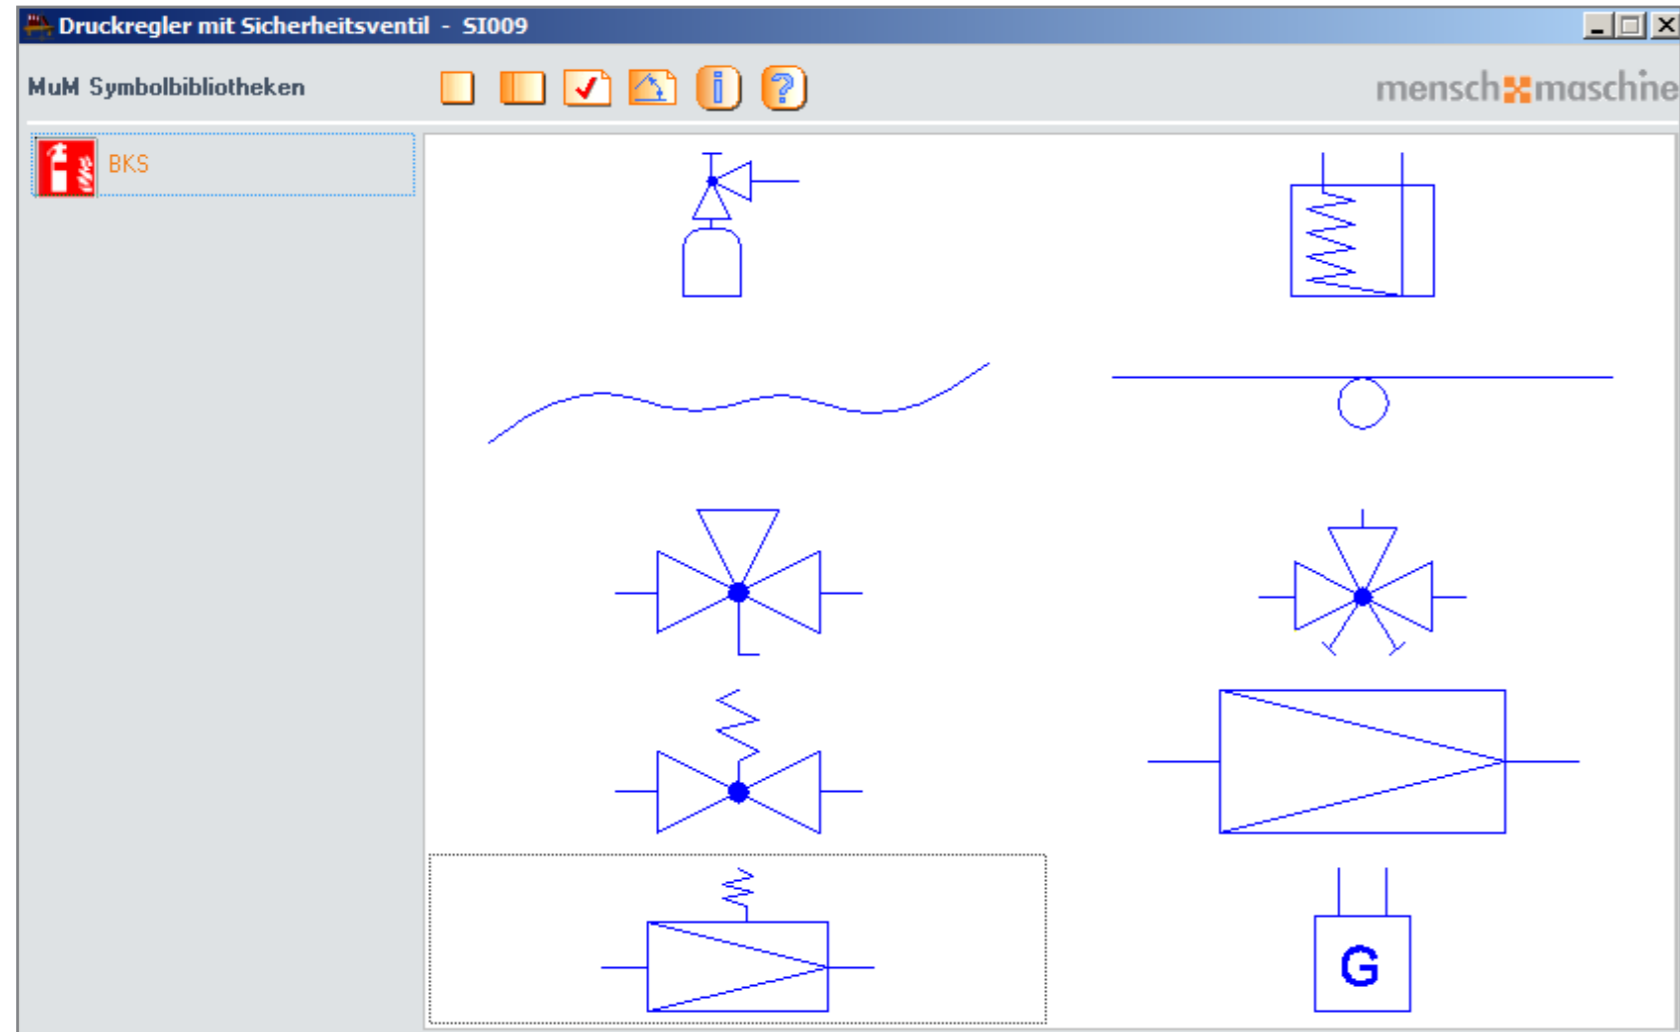 Druckregler mit Sicherheitsventil - SI009
MuM Symbolbibliotheken
mensch maschine
BKS
G